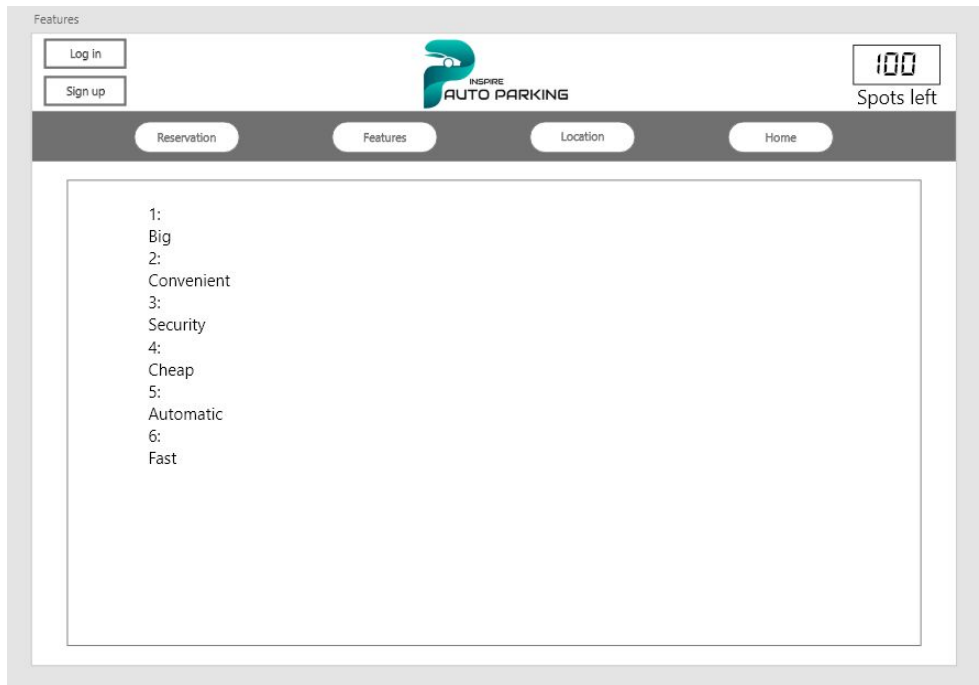 Features
Log in
Sign up
INSPIRE
AUTO PARKING
100
Spots left
Reservation
Features
Location
Home
1:
Big
2:
Convenient
3:
Security
4:
Cheap
5:
Automatic
6:
Fast